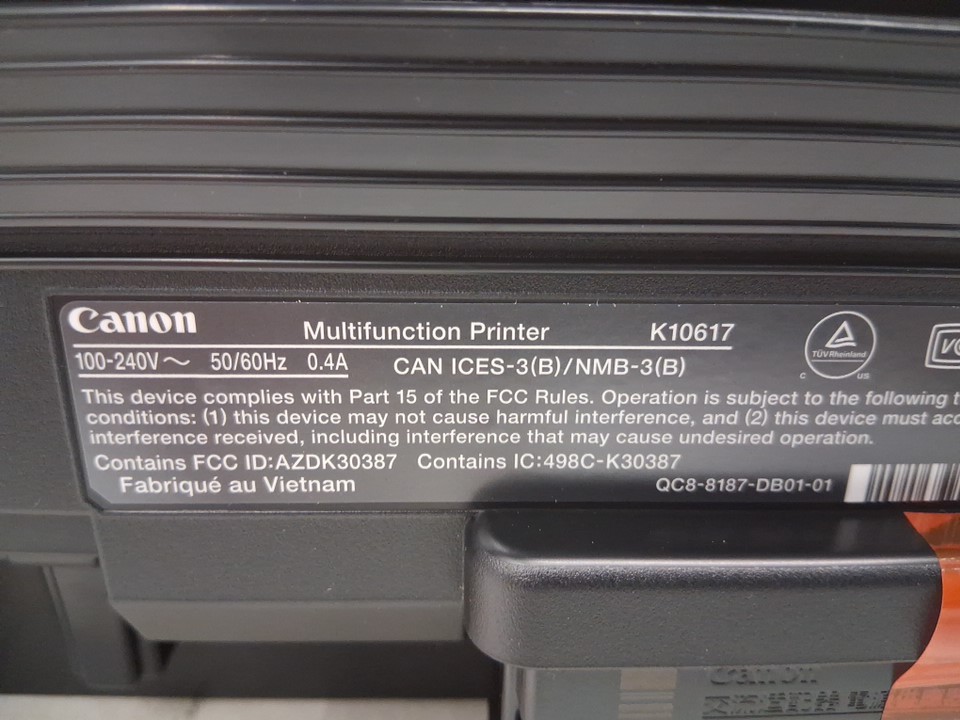 Canon
Multifunction Printer K10617
100-240V～ 50/60Hz 0.4A CAN ICES-3(B)/NMB-3(B)
TÜVRheinland
C US
This device complies with Part 15 of the FCC Rules. Operation is subject to the following
conditions: (1) this device may not cause harmful interference, and (2) this device must
interference received, including interference that may cause undesired operation.
Contains FCC ID:AZDK30387 Contains IC:498C-K30387
Fabriqué au Vietnam QC8-8187-DB01-01
Canon